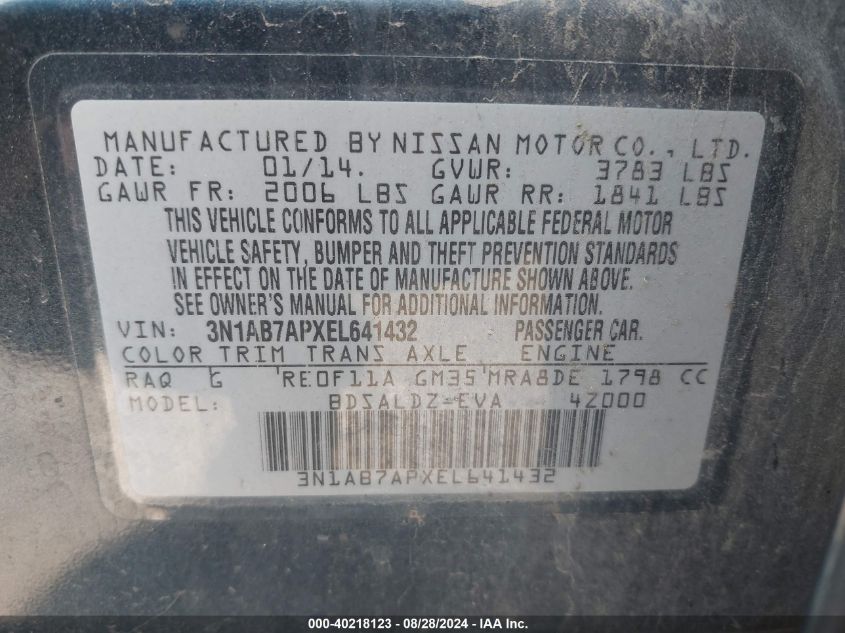 MANUFACTURED BY NISSAN MOTOR CO., LTD.
DATE: 01/14. GVWR: 3783 LBS
GAWR FR: 2006 LBS GAWR RR: 1841 LBS
THIS VEHICLE CONFORMS TO ALL APPLICABLE FEDERAL MOTOR
VEHICLE SAFETY, BUMPER AND THEFT PREVENTION STANDARDS
IN EFFECT ON THE DATE OF MANUFACTURE SHOWN ABOVE.
SEE OWNER'S MANUAL FOR ADDITIONAL INFORMATION.
VIN: 3N1AB7APXEL641432 PASSENGER CAR.
COLOR TRIM TRANS AXLE ENGINE
RAQ G RE0F11A GM35 MRA8DE 1798 CC
MODEL: BDSALDZ-EVA 4Z000
3N1AB7APXEL641432
000-40218123 - 08/28/2024 - IAAI.com.